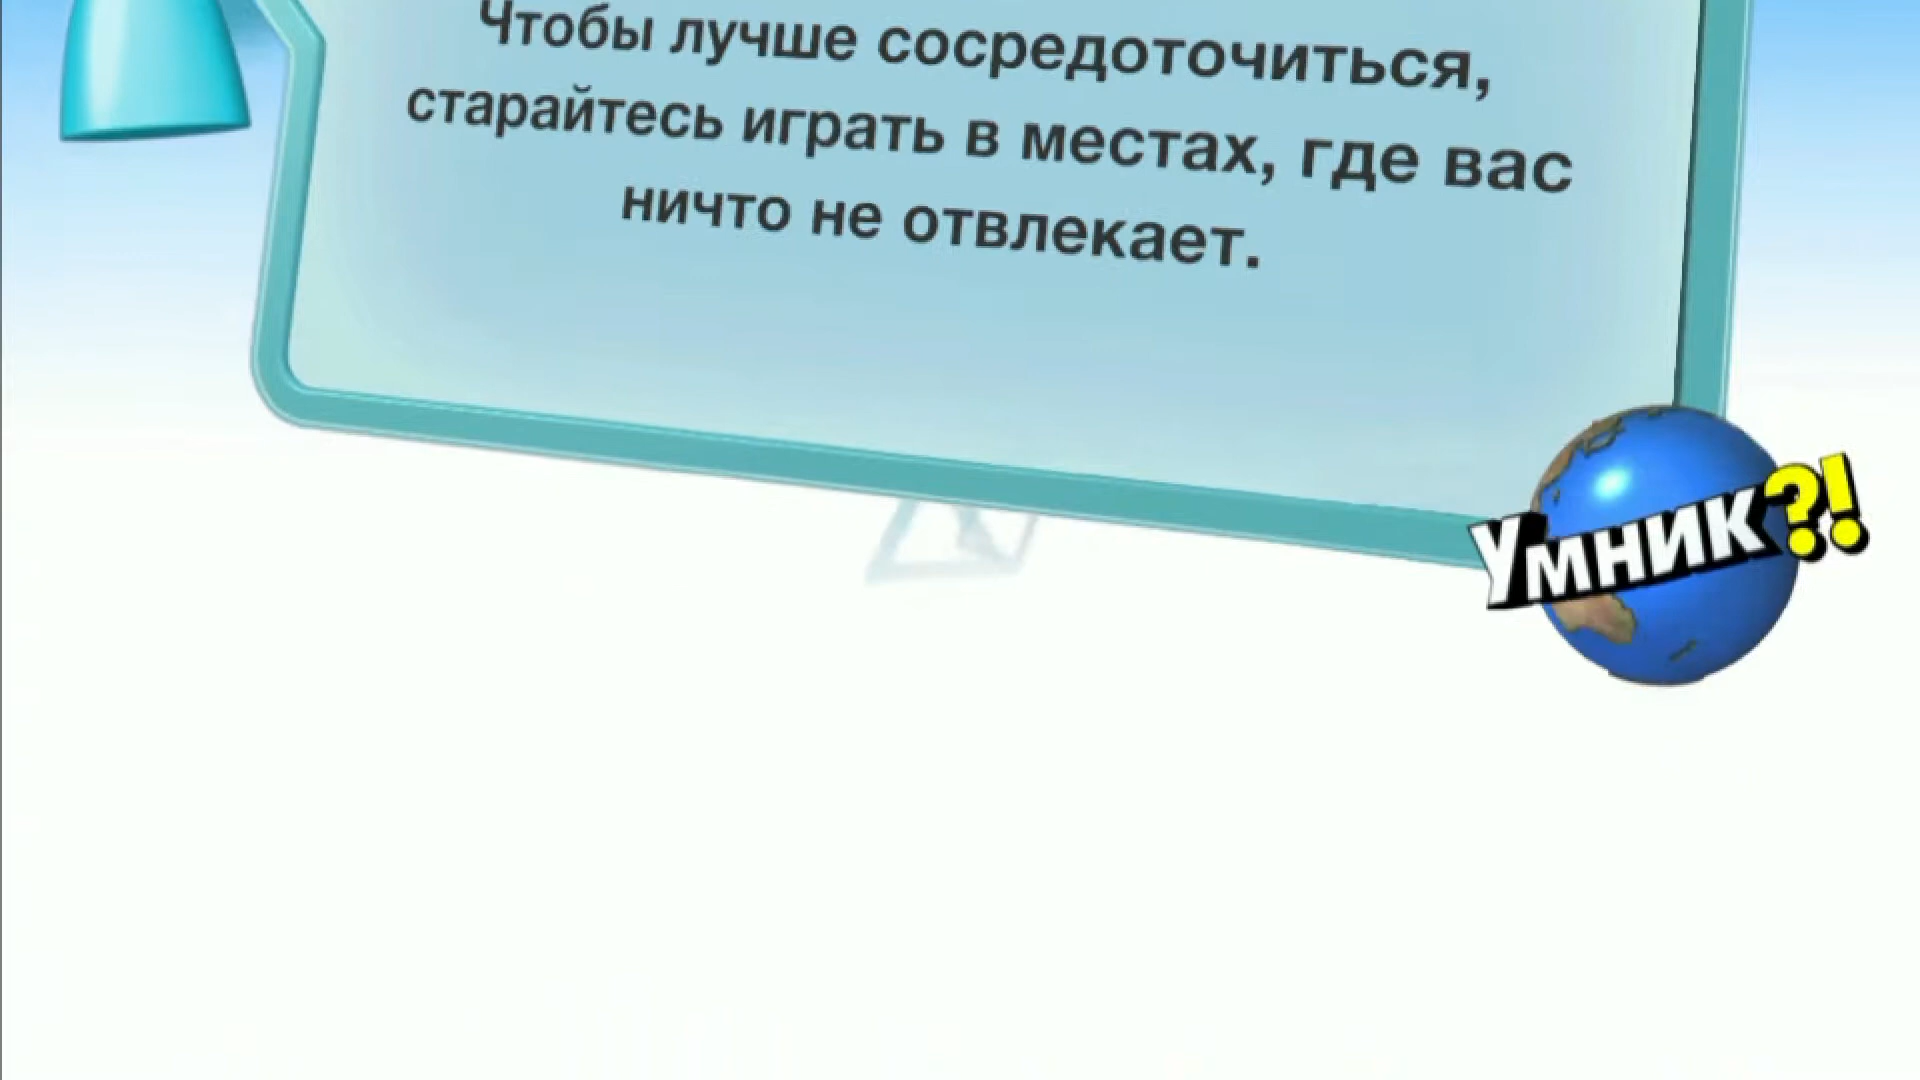 Чтобы лучше сосредоточиться,
старайтесь играть в местах, где вас
ничто не отвлекает.
Умник?!